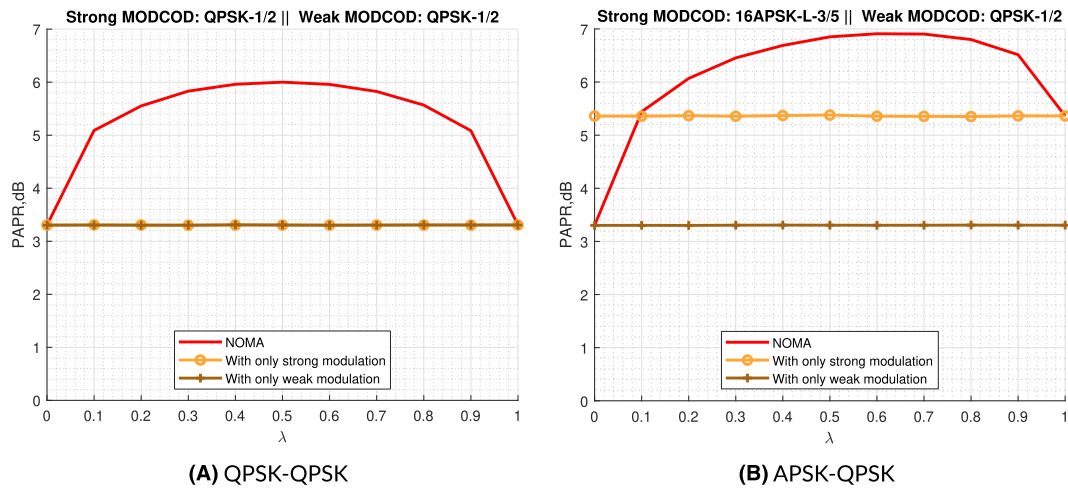 Strong MODCOD: QPSK-1/2 || Weak MODCOD: QPSK-1/2
7
6
5
4
3
2
1
0
PAPR,dB
NOMA
With only strong modulation
With only weak modulation
0 0.1 0.2 0.3 0.4 0.5 0.6 0.7 0.8 0.9 1
λ
(A) QPSK-QPSK
Strong MODCOD: 16APSK-L-3/5 || Weak MODCOD: QPSK-1/2
7
6
5
4
3
2
1
0
PAPR,dB
NOMA
With only strong modulation
With only weak modulation
0 0.1 0.2 0.3 0.4 0.5 0.6 0.7 0.8 0.9 1
λ
(B) APSK-QPSK